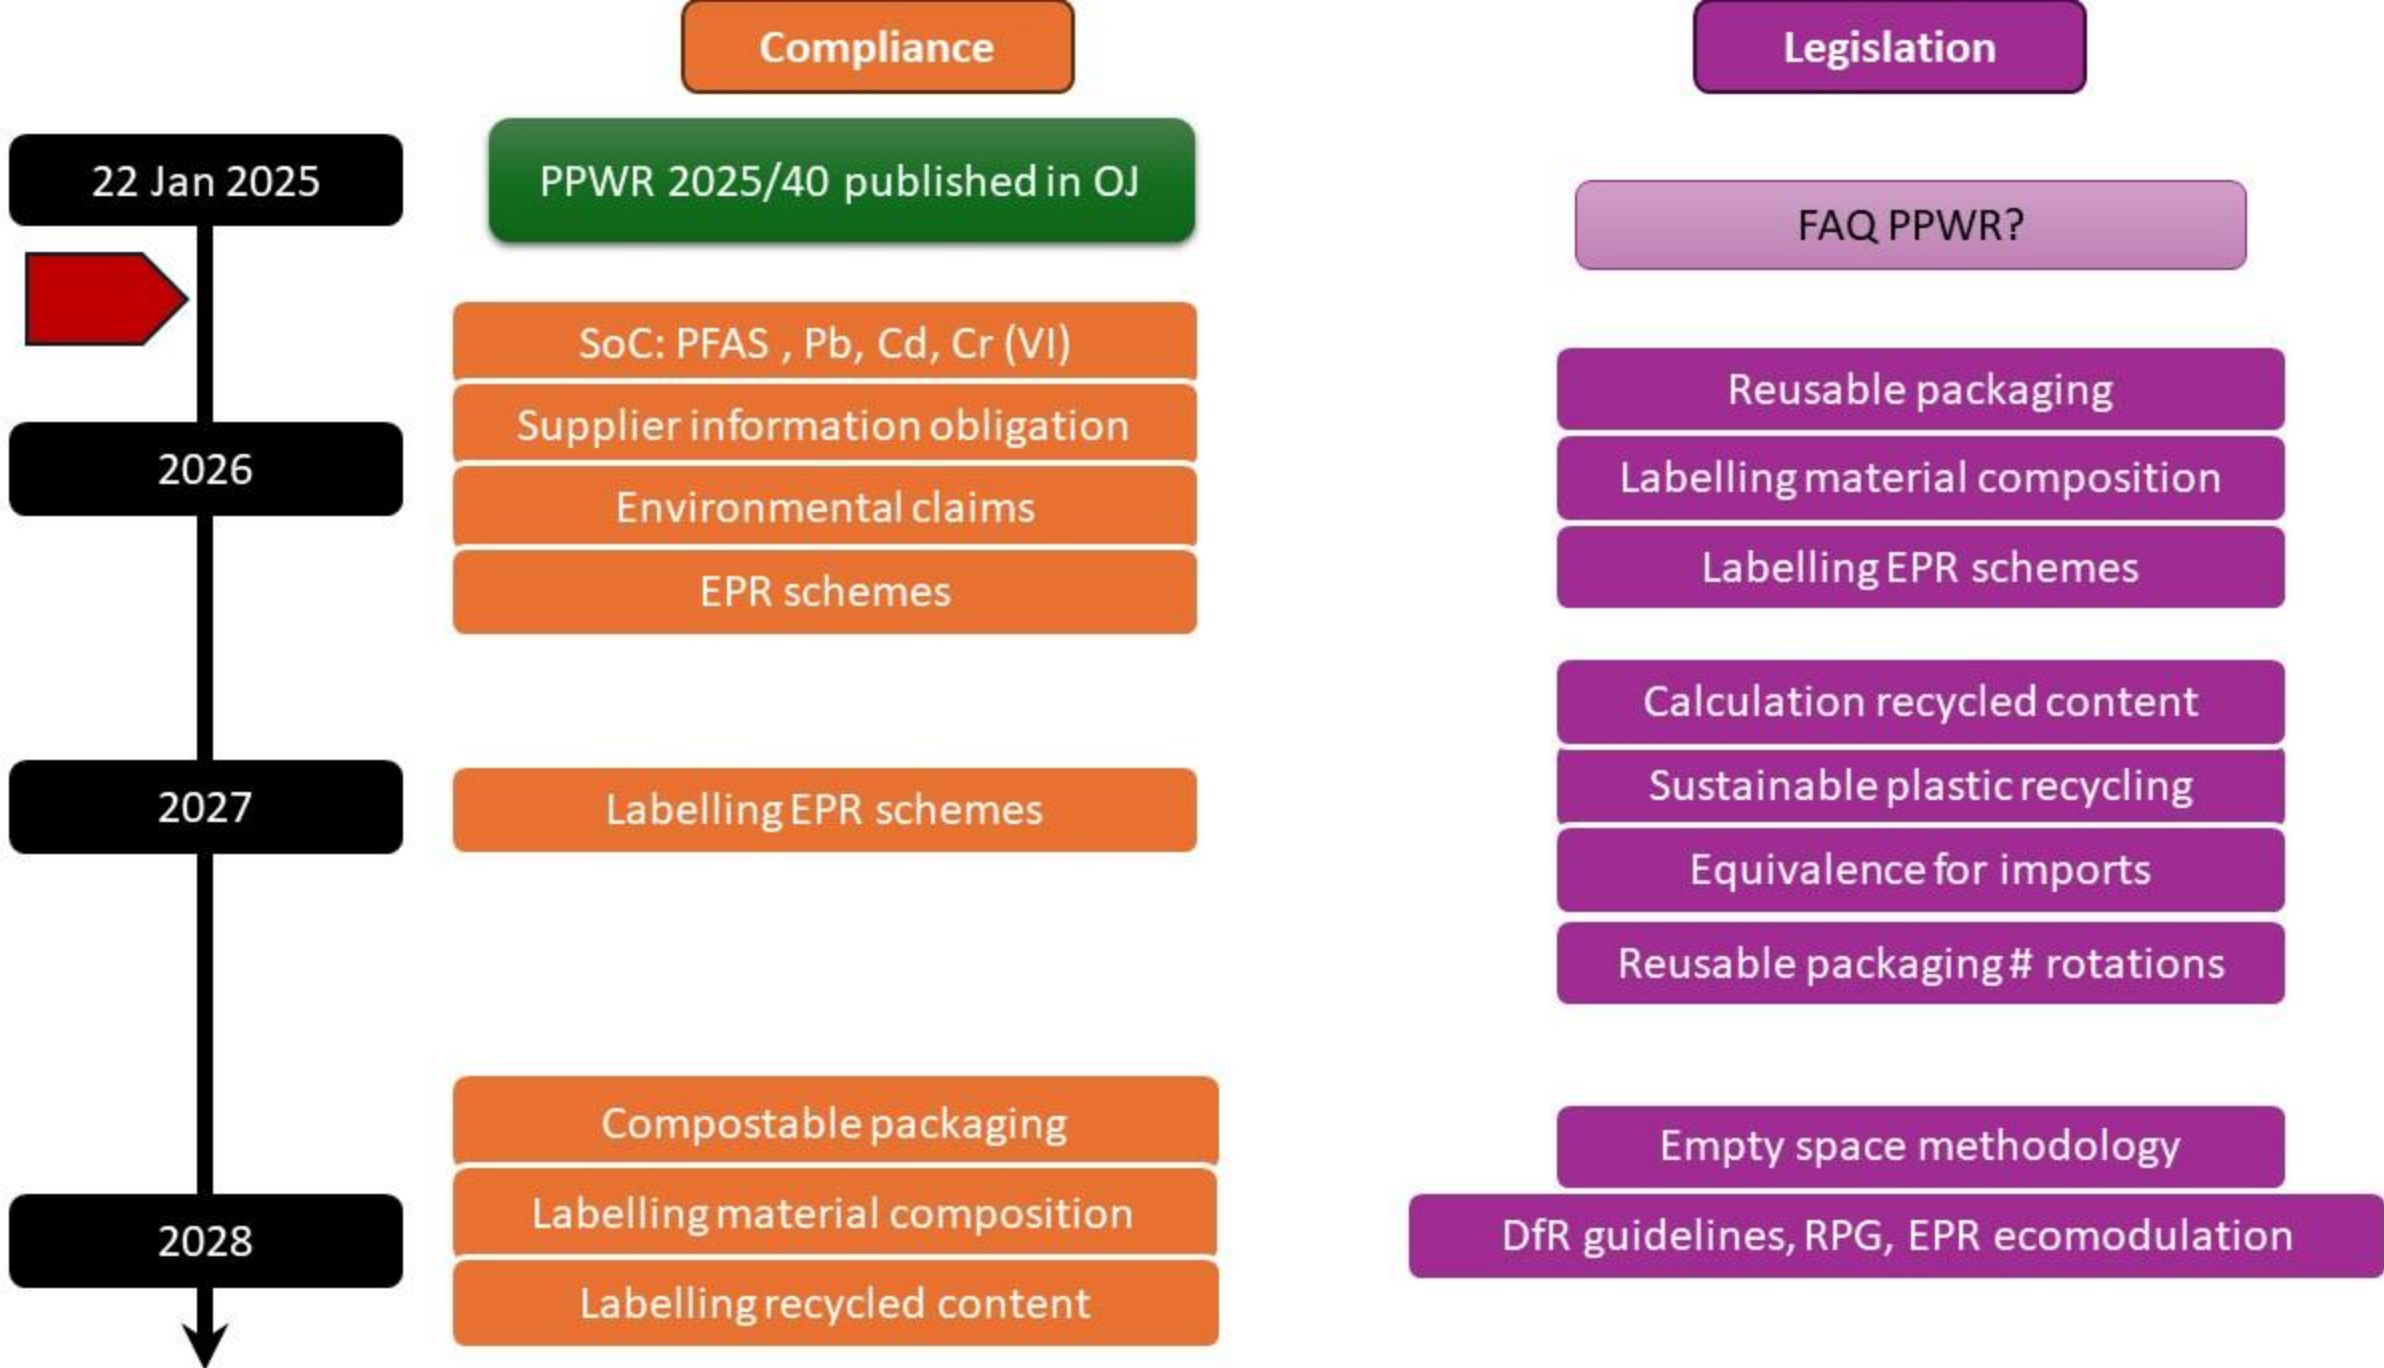 Compliance
Legislation
22 Jan 2025
PPWR 2025/40 published in OJ
FAQ PPWR?
SoC: PFAS , Pb, Cd, Cr (VI)
Supplier information obligation
Environmental claims
EPR schemes
2026
Reusable packaging
Labelling material composition
Labelling EPR schemes
2027
Labelling EPR schemes
Calculation recycled content
Sustainable plastic recycling
Equivalence for imports
Reusable packaging # rotations
2028
Compostable packaging
Labelling material composition
Labelling recycled content
Empty space methodology
DfR guidelines, RPG, EPR ecomodulation